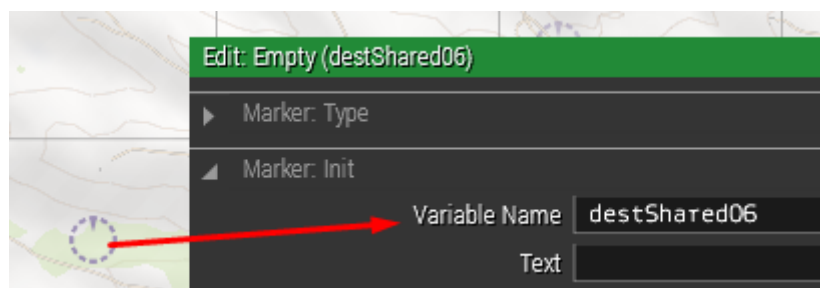 Edit: Empty (destShared06)
Marker: Type
Marker: Init
Variable Name destShared06
Text